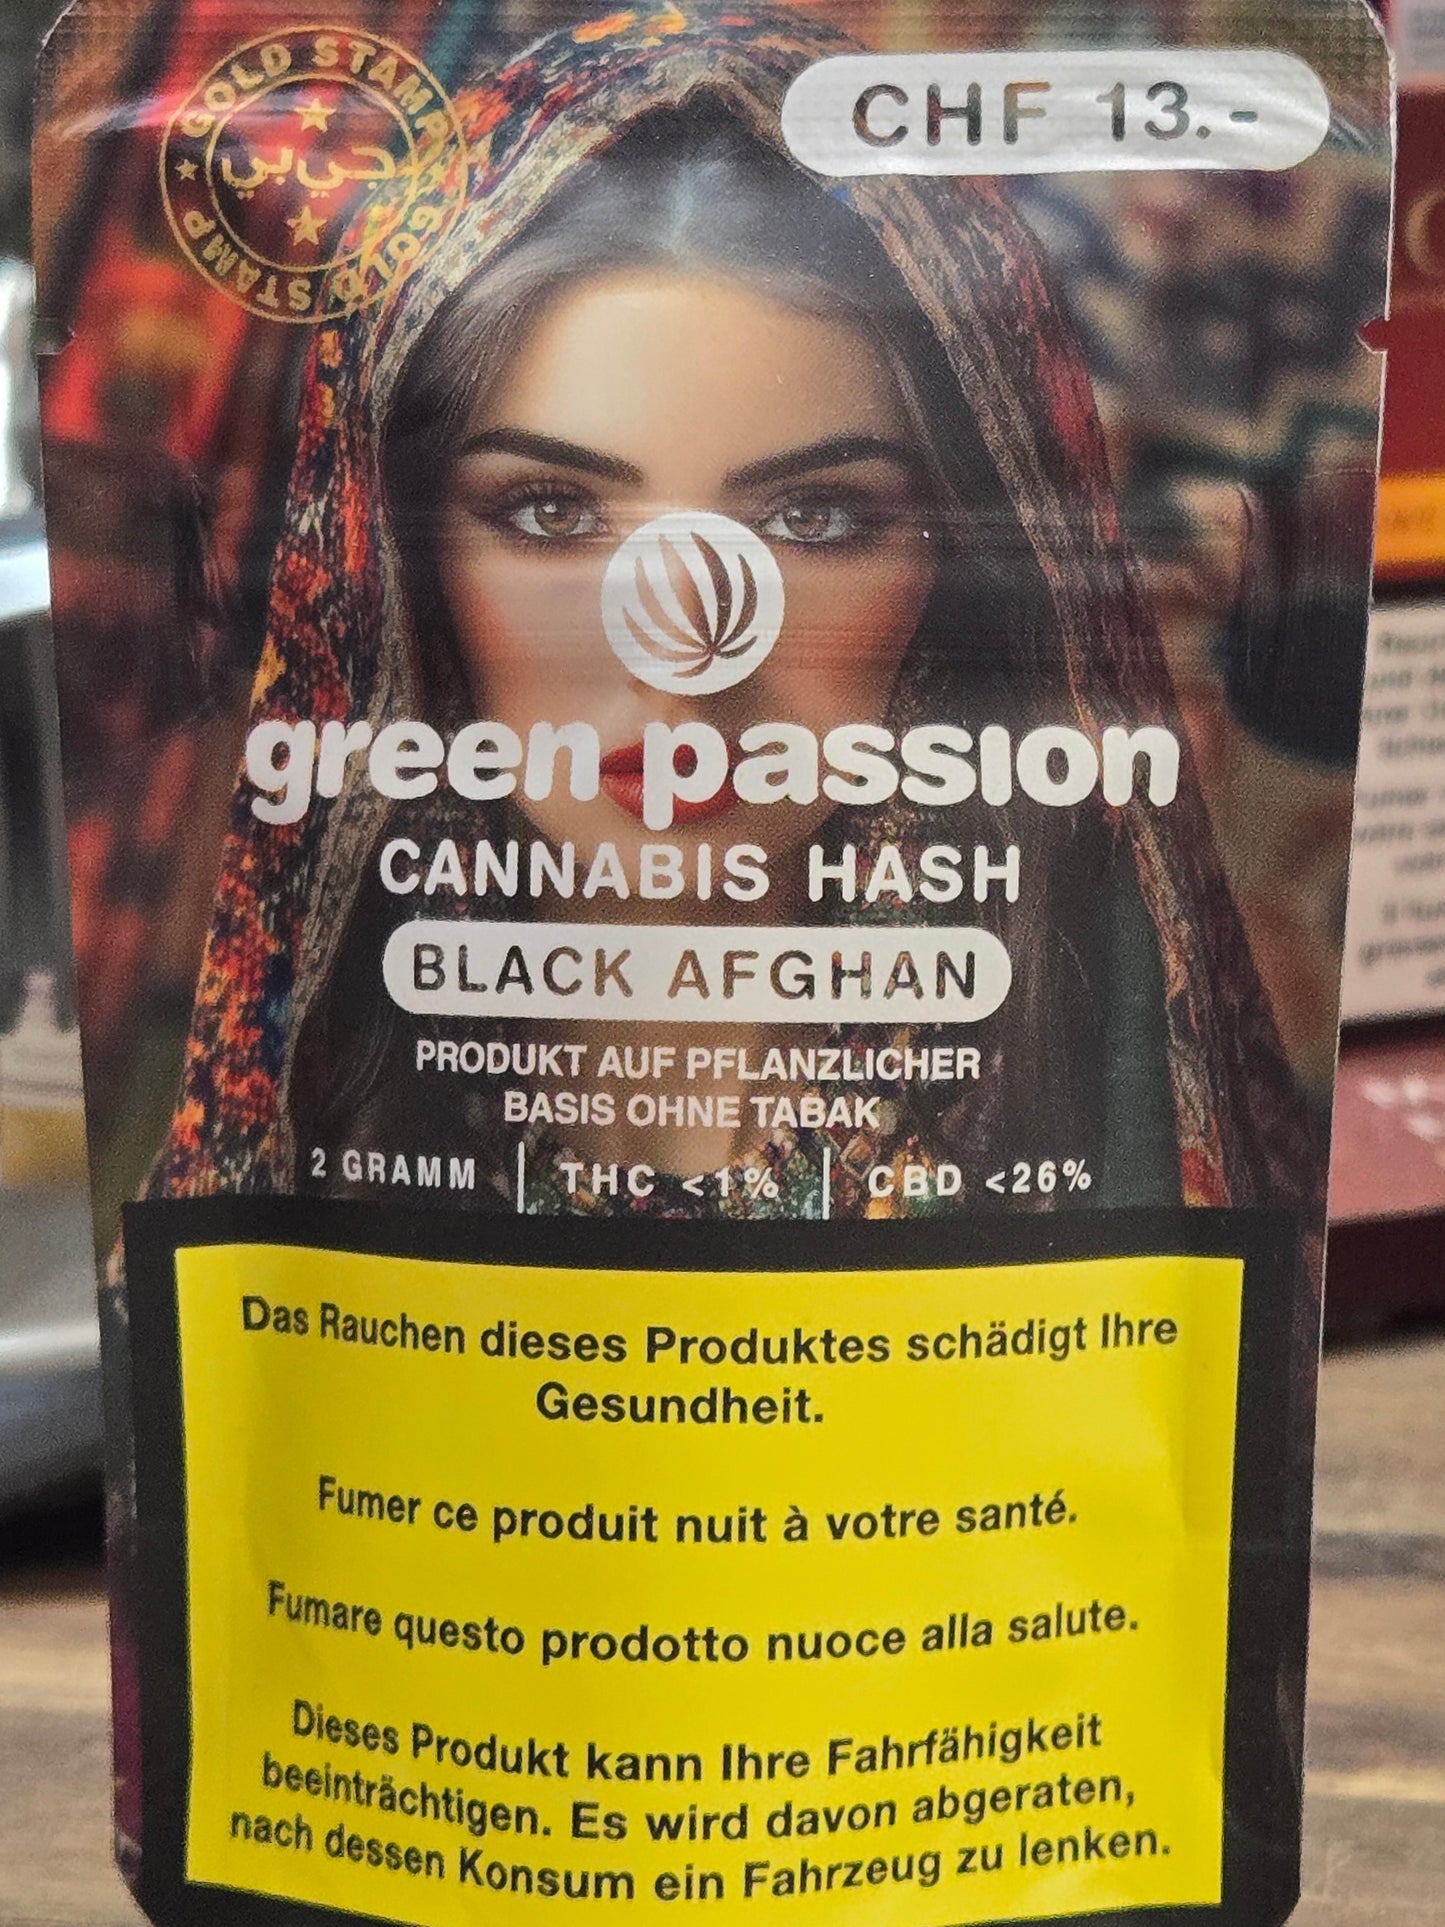 GOLD STAMP GOLD STAMP
جي بي
CHF 13.-
green passion
CANNABIS HASH
BLACK AFGHAN
PRODUKT AUF PFLANZLICHER
BASIS OHNE TABAK
2 GRAMM | THC <1% | CBD <26%
Das Rauchen dieses Produktes schädigt Ihre
Gesundheit.
Fumer ce produit nuit à votre santé.
Fumare questo prodotto nuoce alla salute.
Dieses Produkt kann Ihre Fahrfähigkeit
beeinträchtigen. Es wird davon abgeraten,
nach dessen Konsum ein Fahrzeug zu lenken.